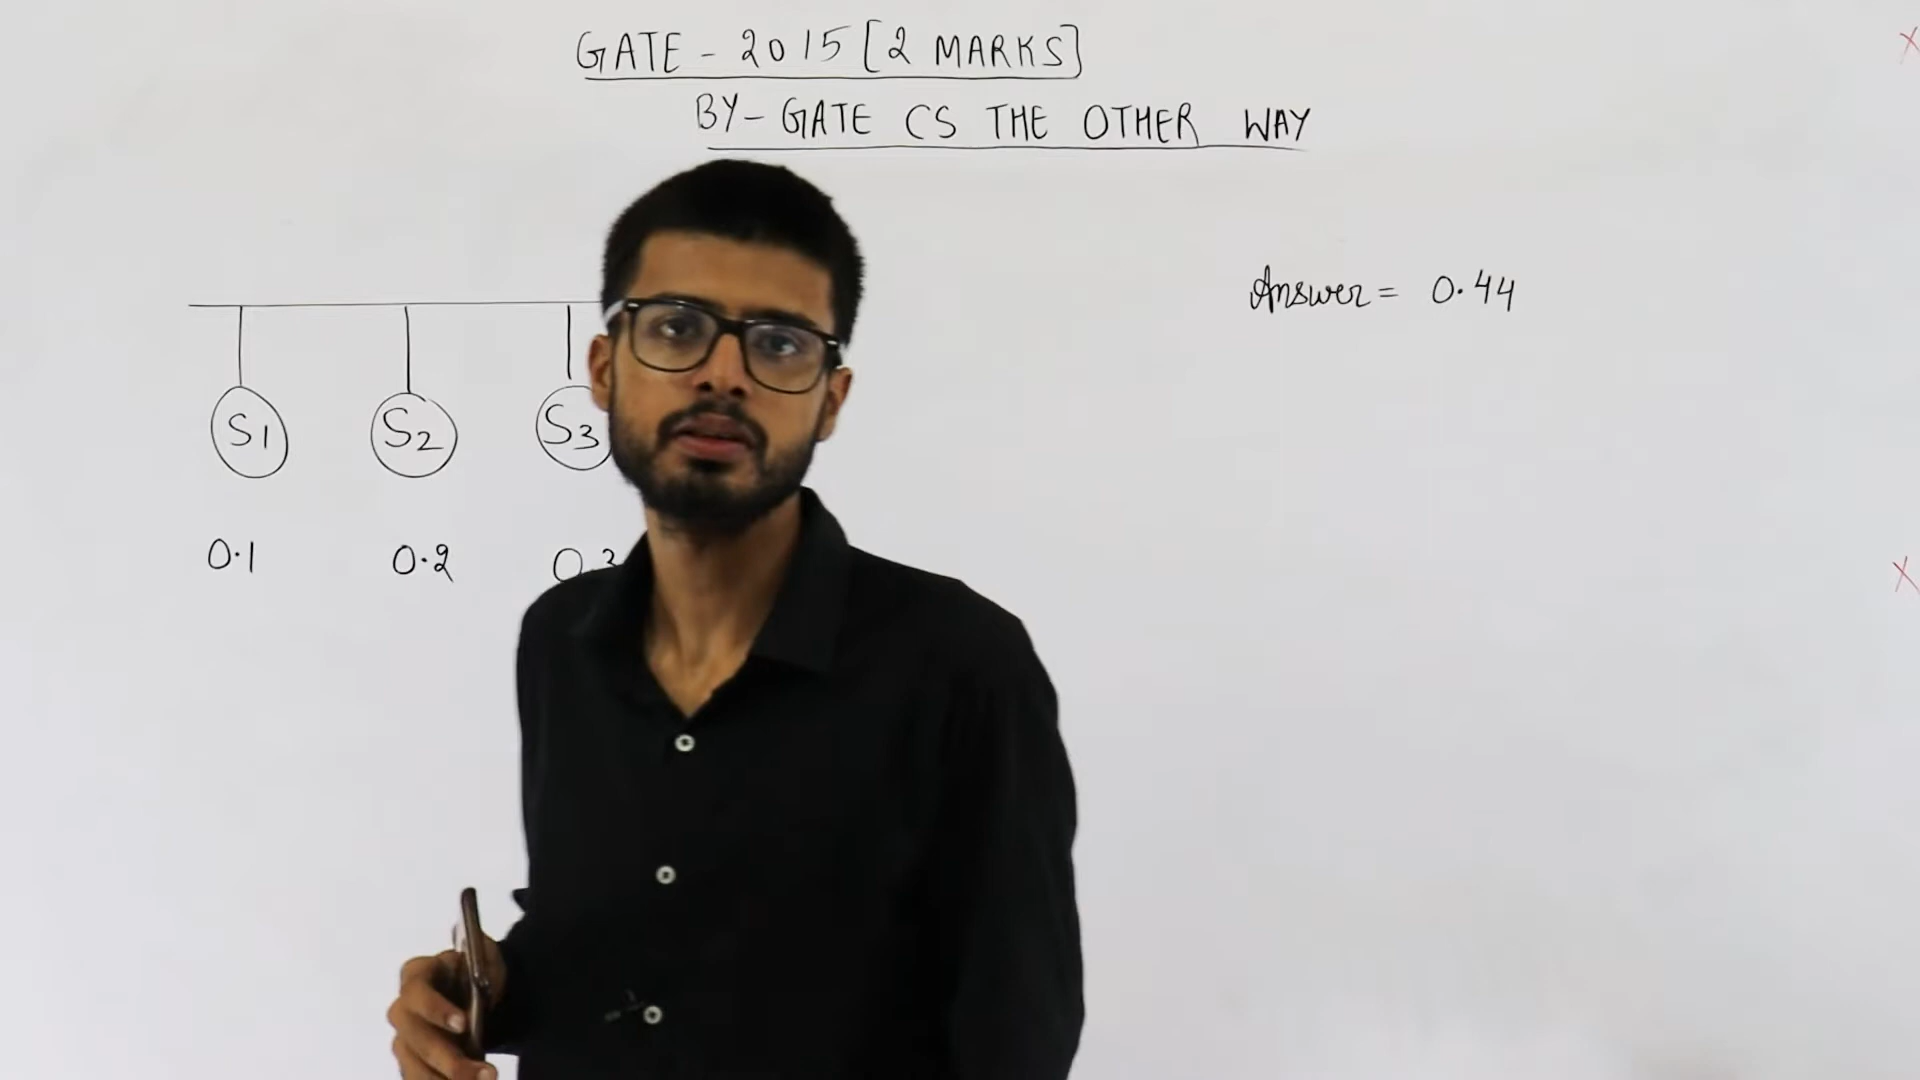 GATE - 2015 [2 MARKS]
BY - GATE CS THE OTHER WAY
Answer = 0.44
S1 S2 S3
0.1 0.2